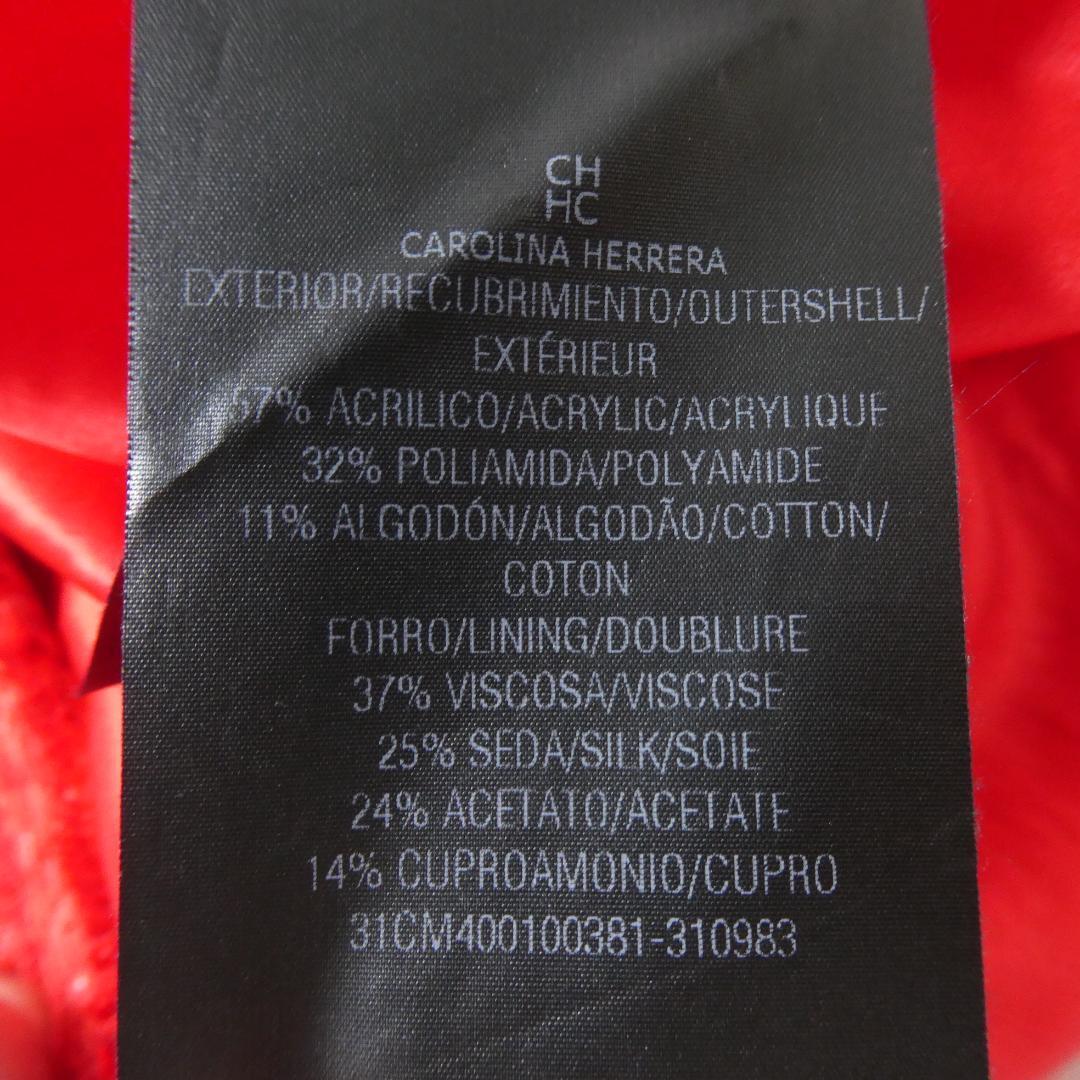 CH
HC
CAROLINA HERRERA
EXTERIOR/RECUBRIMIENTO/OUTERSHELL/
EXTÉRIEUR
57% ACRILICO/ACRYLIC/ACRYLIQUE
32% POLIAMIDA/POLYAMIDE
11% ALGODÓN/ALGODÃO/COTTON/
COTON
FORRO/LINING/DOUBLURE
37% VISCOSA/VISCOSE
25% SEDA/SILK/SOIE
24% ACETATO/ACETATE
14% CUPROAMONIO/CUPRO
31CM400100381-310983